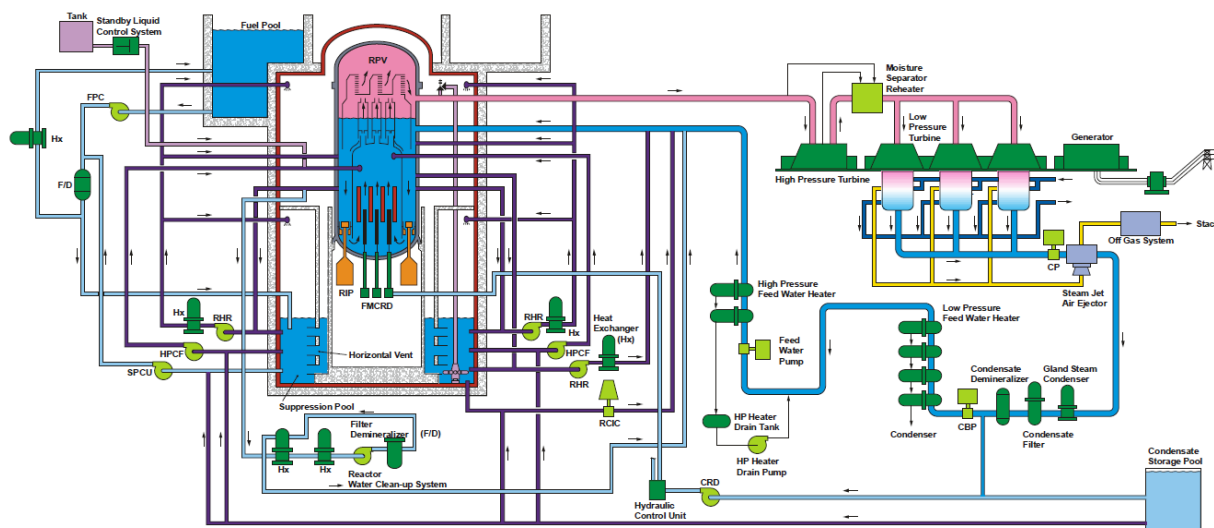 Tank
Standby Liquid
Control System
Fuel Pool
RPV
FPC
Hx
F/D
Moisture
Separator
Reheater
Low
Pressure
Turbine
Generator
High Pressure Turbine
Off Gas System
Stac
CP
Steam Jet
Air Ejector
RIP
FMCRD
High Pressure
Feed Water Heater
Low Pressure
Feed Water Heater
Hx
RHR
HPCF
SPCU
Horizontal Vent
Suppression Pool
RHR
Hx
HPCF
Heat
Exchanger
(Hx)
RHR
RCIC
Feed
Water
Pump
Condensate
Demineralizer
Gland Steam
Condenser
CBP
Condensate
Filter
Condenser
HP Heater
Drain Tank
HP Heater
Drain Pump
Filter
Demineralizer
(F/D)
Hx
Hx
Reactor
Water Clean-up System
Hydraulic
Control Unit
CRD
Condensate
Storage Pool